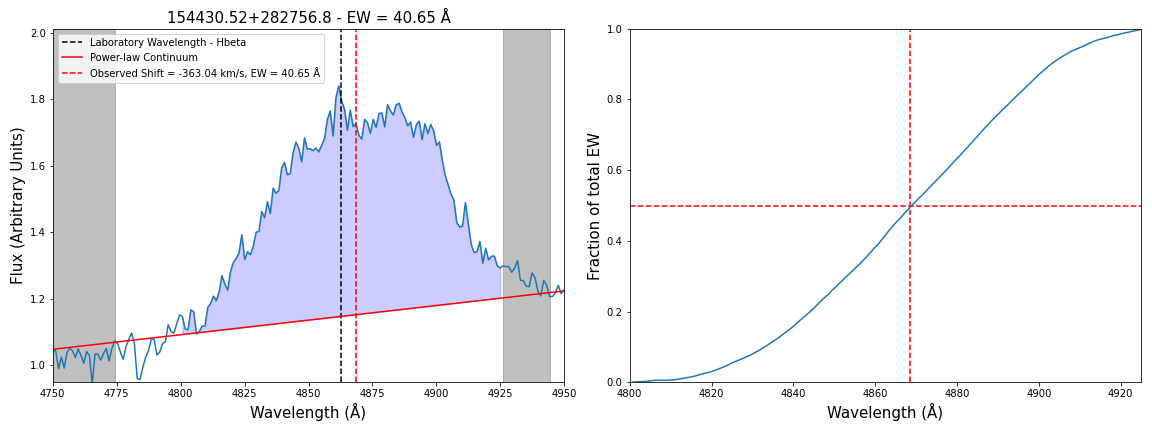 154430.52+282756.8 - EW = 40.65 Å
Laboratory Wavelength - Hbeta
Power-law Continuum
Observed Shift = -363.04 km/s, EW = 40.65 Å
Flux (Arbitrary Units)
2.0
1.8
1.6
1.4
1.2
1.0
4750 4775 4800 4825 4850 4875 4900 4925 4950
Wavelength (Å)
Fraction of total EW
1.0
0.8
0.6
0.4
0.2
0.0
4800 4820 4840 4860 4880 4900 4920
Wavelength (Å)